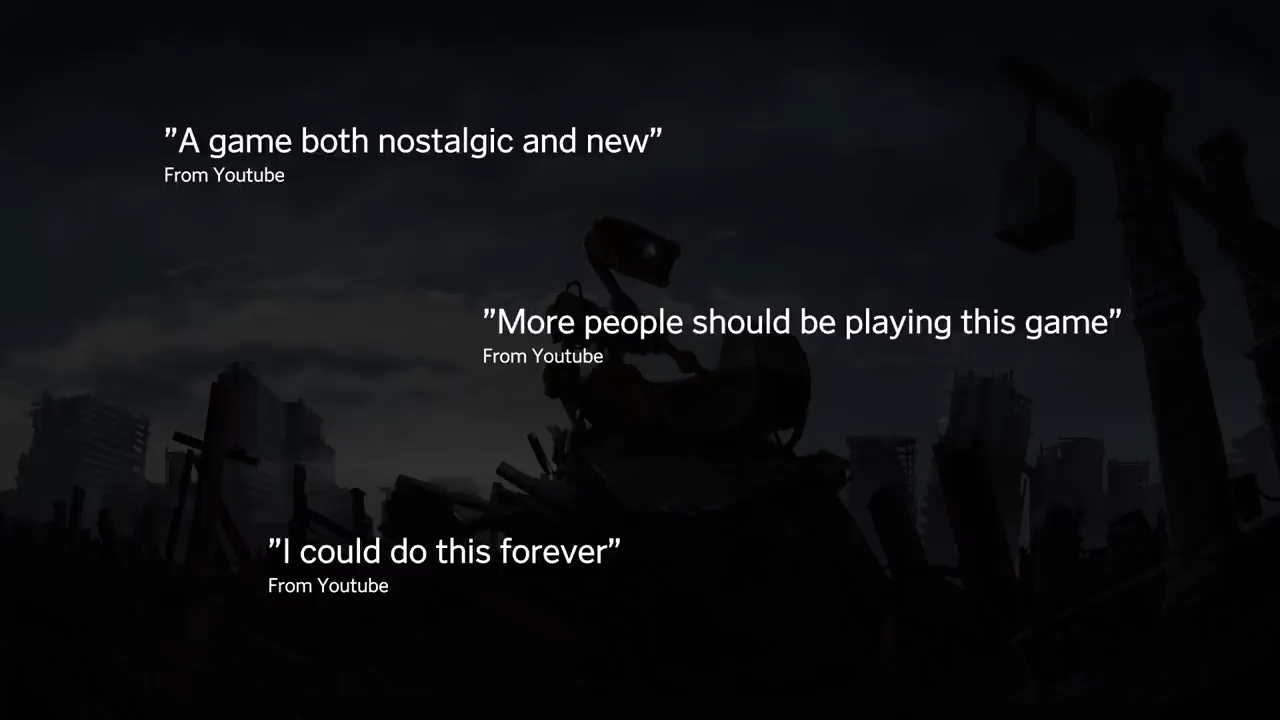 ”A game both nostalgic and new”
From Youtube
”More people should be playing this game”
From Youtube
”I could do this forever”
From Youtube